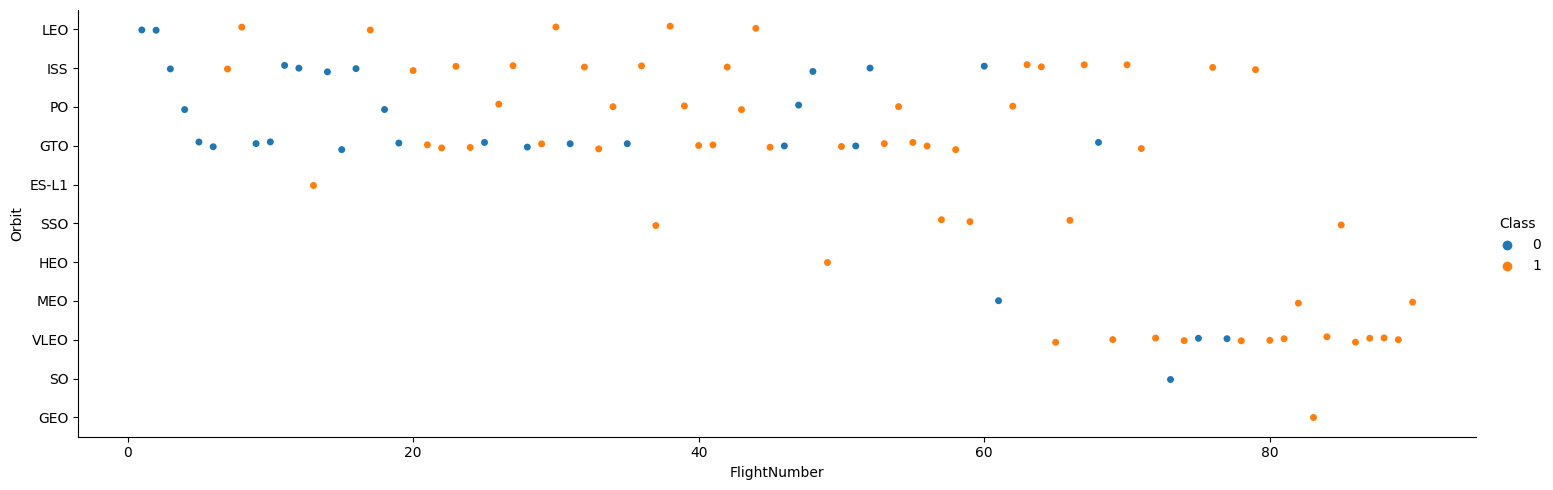 Orbit
LEO
ISS
PO
GTO
ES-L1
SSO
HEO
MEO
VLEO
SO
GEO
0
20
40
60
80
FlightNumber
Class
0
1